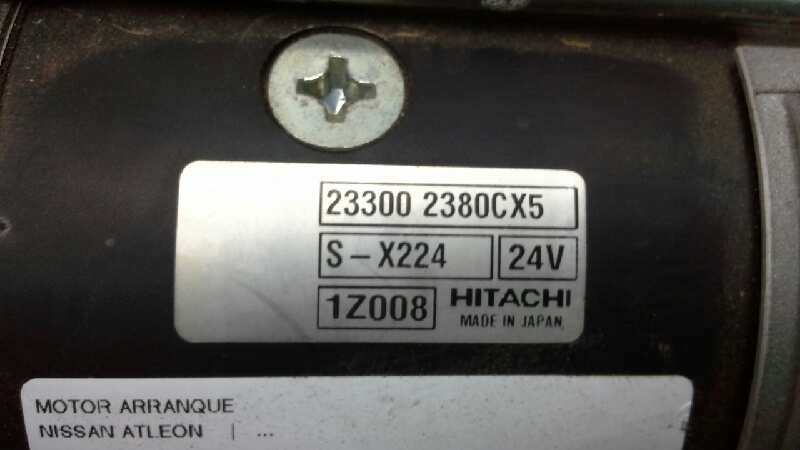 23300 2380CX5
S-X224 24V
1Z008 HITACHI
MADE IN JAPAN
MOTOR ARRANQUE
NISSAN ATLEON | ...